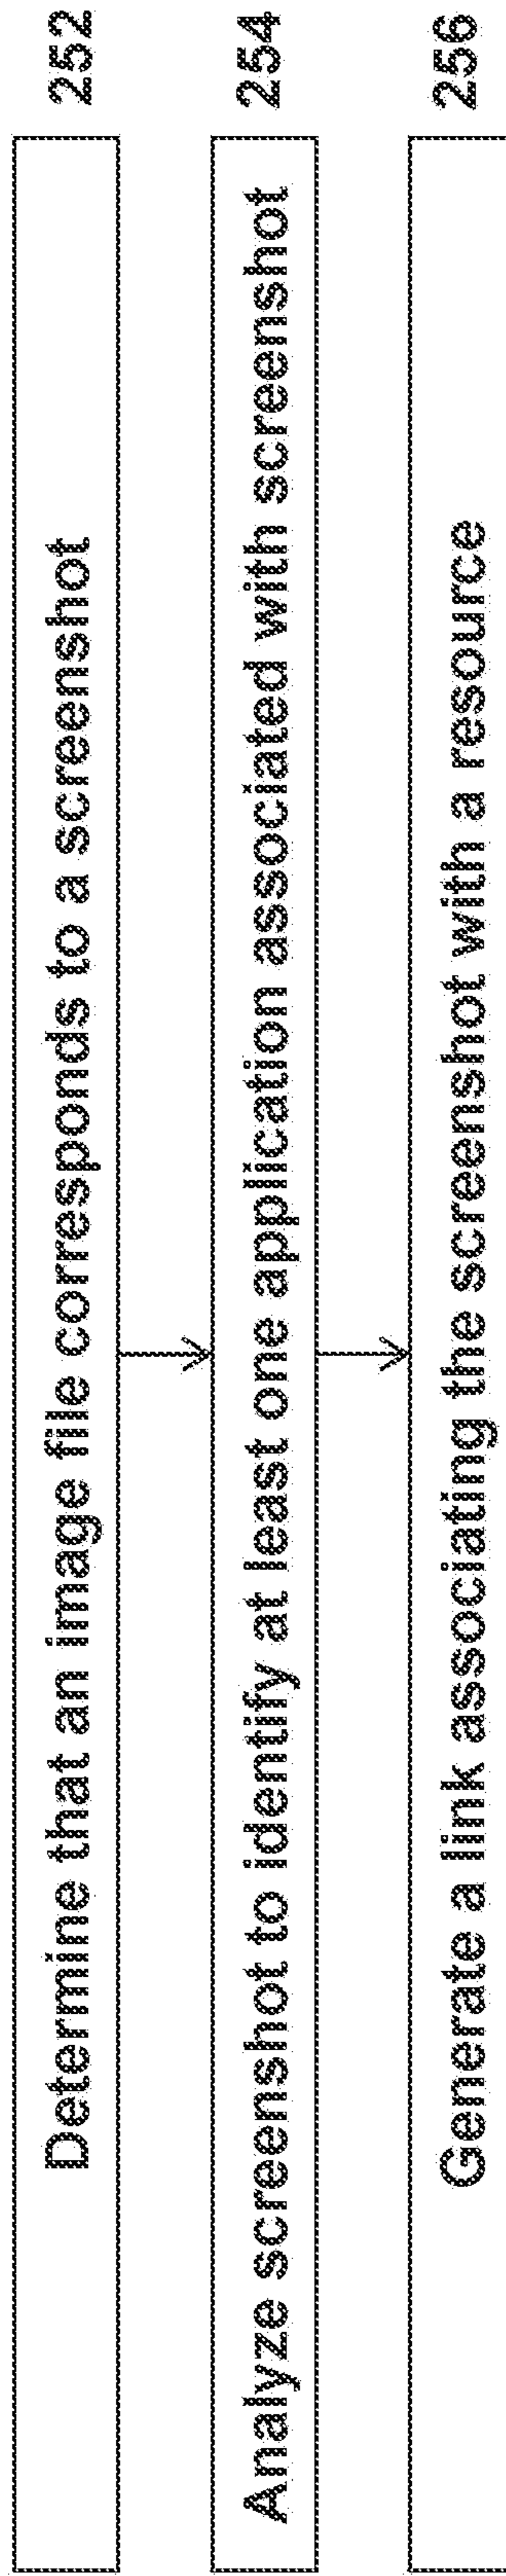 Determine that an image file corresponds to a screenshot 252
Analyze screenshot to identify at least one application associated with screenshot 254
Generate a link associating the screenshot with a resource 256